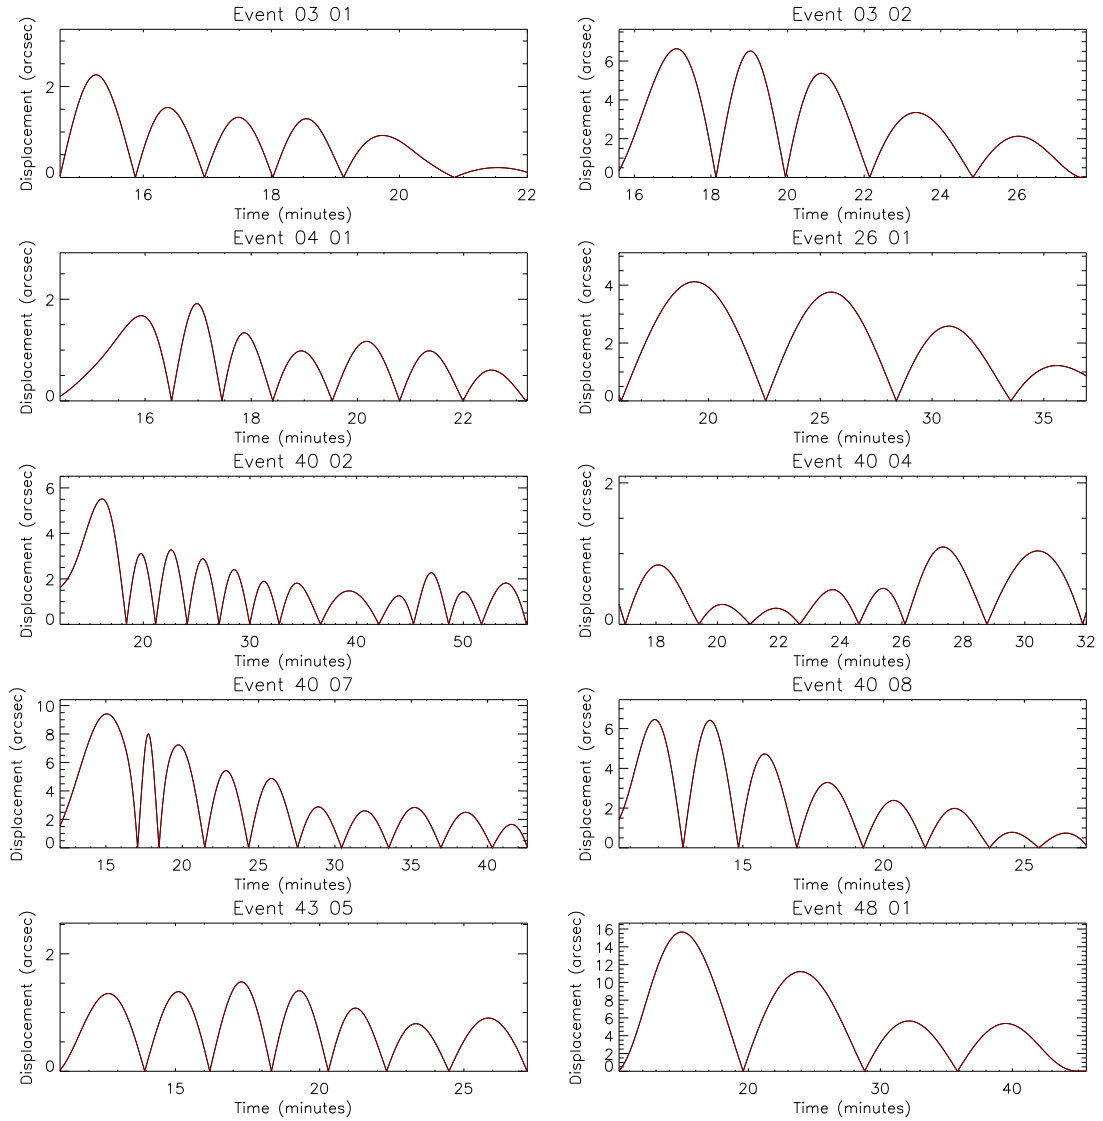 Event 03 01
Displacement (arcsec)
2
0
16
18
20
22
Time (minutes)
Event 03 02
Displacement (arcsec)
6
4
2
0
16
18
20
22
24
26
Time (minutes)
Event 04 01
Displacement (arcsec)
2
0
16
18
20
22
Time (minutes)
Event 26 01
Displacement (arcsec)
4
2
0
20
25
30
35
Time (minutes)
Event 40 02
Displacement (arcsec)
6
4
2
0
20
30
40
50
Time (minutes)
Event 40 04
Displacement (arcsec)
2
0
18
20
22
24
26
28
30
32
Time (minutes)
Event 40 07
Displacement (arcsec)
10
8
6
4
2
0
15
20
25
30
35
40
Time (minutes)
Event 40 08
Displacement (arcsec)
6
4
2
0
15
20
25
Time (minutes)
Event 43 05
Displacement (arcsec)
2
0
15
20
25
Time (minutes)
Event 48 01
Displacement (arcsec)
16
14
12
10
8
6
4
2
0
20
30
40
Time (minutes)